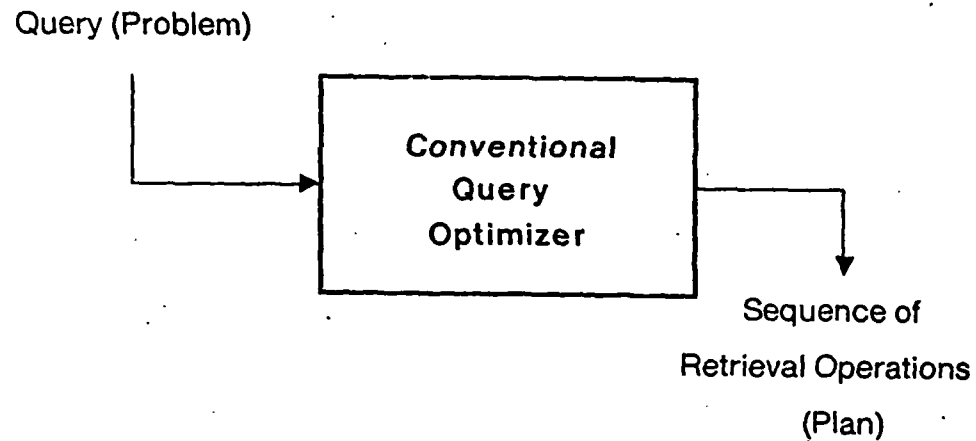 Query (Problem)
Conventional
Query
Optimizer
Sequence of
Retrieval Operations
(Plan)